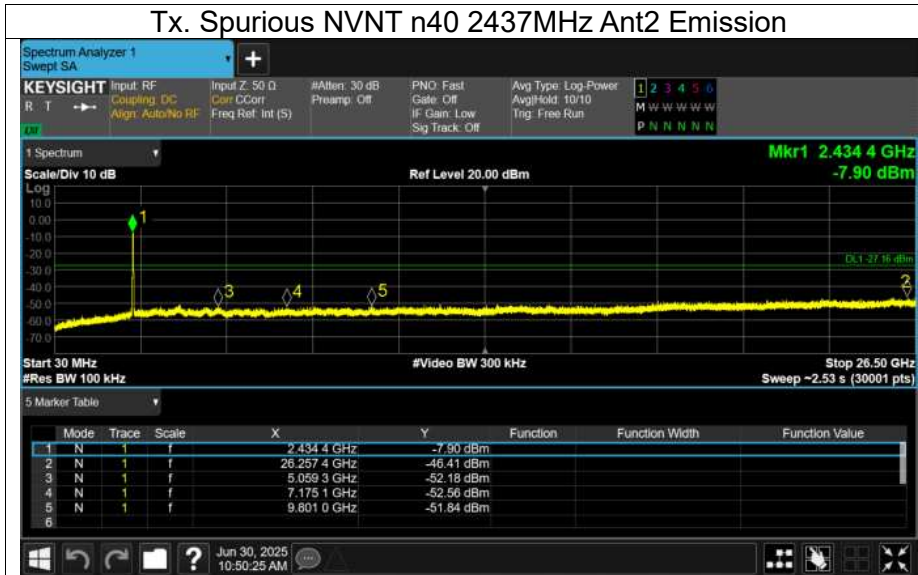 Tx. Spurious NVNT n40 2437MHz Ant2 Emission
Spectrum Analyzer 1
Swept SA
+
KEYSIGHT
R T
Input: RF
Coupling: DC
Align: Auto/No RF
Input Z: 50 Ω
Corr CCorr
Freq Ref: Int (S)
#Atten: 30 dB
Preamp: Off
PNO: Fast
Gate: Off
IF Gain: Low
Sig Track: Off
Avg Type: Log-Power
Avg|Hold: 10/10
Trig: Free Run
1 2 3 4 5 6
M W W W W W
P N N N N N
1 Spectrum
Scale/Div 10 dB
Ref Level 20.00 dBm
Mkr1 2.434 4 GHz
-7.90 dBm
Log
10.0
0.00
-10.0
-20.0
-30.0
-40.0
-50.0
-60.0
-70.0
1
3
4
5
2
DL1 -27.16 dBm
Start 30 MHz
#Res BW 100 kHz
#Video BW 300 kHz
Stop 26.50 GHz
Sweep ~2.53 s (30001 pts)
5 Marker Table
Mode Trace Scale X Y Function Function Width Function Value
1 N 1 f 2.434 4 GHz -7.90 dBm
2 N 1 f 26.257 4 GHz -46.41 dBm
3 N 1 f 5.059 3 GHz -52.18 dBm
4 N 1 f 7.175 1 GHz -52.56 dBm
5 N 1 f 9.801 0 GHz -51.84 dBm
6
?
Jun 30, 2025
10:50:25 AM